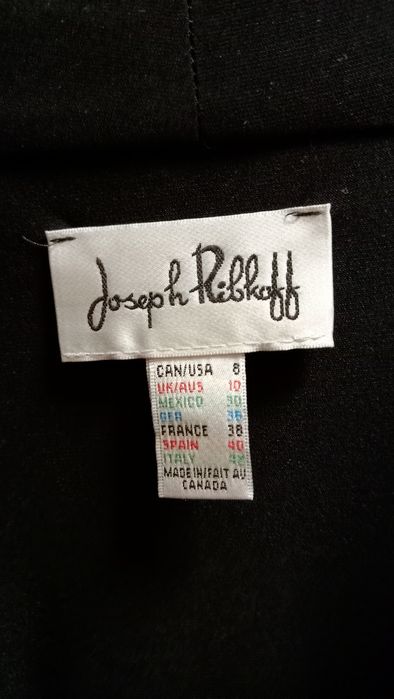 Joseph Ribkoff
CAN/USA 8
UK/AUS 10
MEXICO 30
GER 36
FRANCE 38
SPAIN 40
ITALY
MADE IN/FAIT AU
CANADA